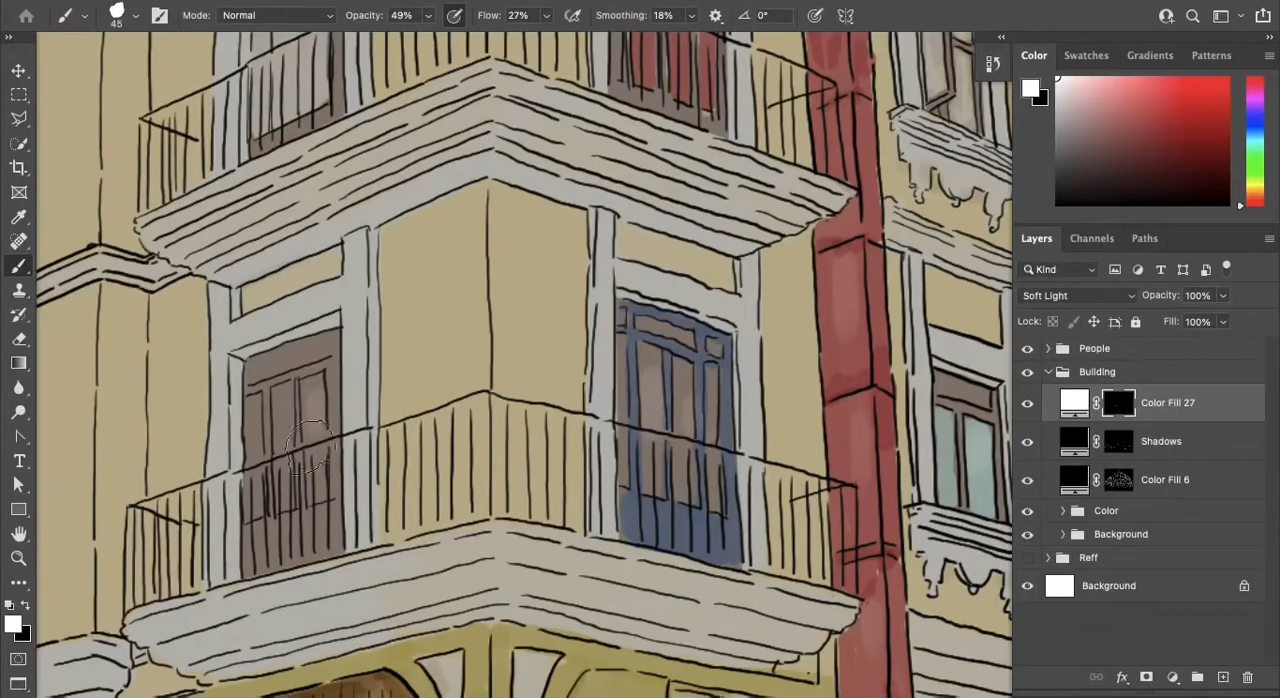 45 Mode: Normal Opacity: 49% Flow: 27% Smoothing: 18% 0°
Color Swatches Gradients Patterns
Layers Channels Paths
Kind
Soft Light Opacity: 100%
Lock: Fill: 100%
People
Building
Color Fill 27
Shadows
Color Fill 6
Color
Background
Reff
Background
T
fx